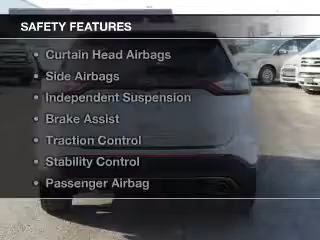 SAFETY FEATURES
• Curtain Head Airbags
• Side Airbags
• Independent Suspension
• Brake Assist
• Traction Control
• Stability Control
• Passenger Airbag